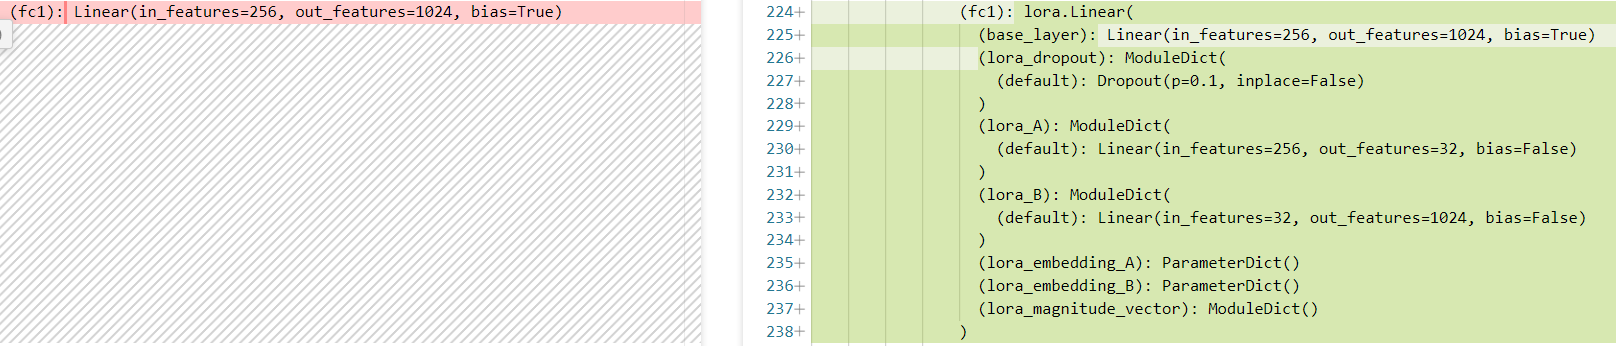 (fc1): Linear(in_features=256, out_features=1024, bias=True)
224+ (fc1): lora.Linear(
225+ (base_layer): Linear(in_features=256, out_features=1024, bias=True)
226+ (lora_dropout): ModuleDict(
227+ (default): Dropout(p=0.1, inplace=False)
228+ )
229+ (lora_A): ModuleDict(
230+ (default): Linear(in_features=256, out_features=32, bias=False)
231+ )
232+ (lora_B): ModuleDict(
233+ (default): Linear(in_features=32, out_features=1024, bias=False)
234+ )
235+ (lora_embedding_A): ParameterDict()
236+ (lora_embedding_B): ParameterDict()
237+ (lora_magnitude_vector): ModuleDict()
238+ )